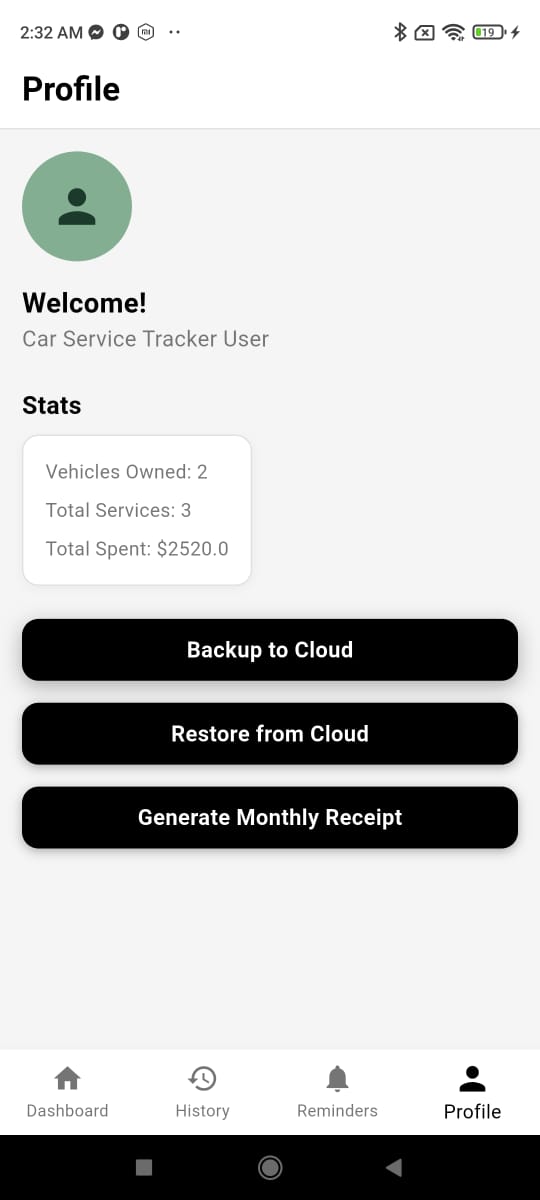 2:32 AM
19
Profile
Welcome!
Car Service Tracker User
Stats
Vehicles Owned: 2
Total Services: 3
Total Spent: $2520.0
Backup to Cloud
Restore from Cloud
Generate Monthly Receipt
Dashboard History Reminders Profile